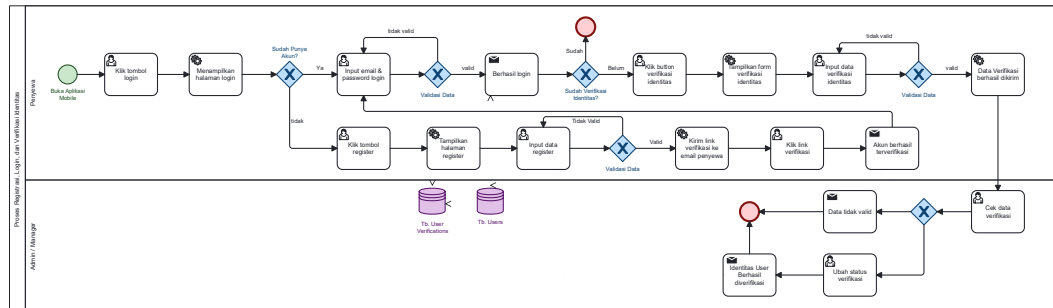 Proses Registrasi, Login, dan Verifikasi identitas
Penyewa
Buka Aplikasi
Mobile
Klik tombol
login
Menampilkan
halaman login
Sudah Punya
Akun?
Ya
tidak
Input email &
password login
tidak valid
Validasi Data
valid
Berhasil login
Sudah
Sudah Verifikasi
Identitas?
Belum
Klik button
verifikasi
identitas
Tampilkan form
verifikasi
identitas
Input data
verifikasi
identitas
tidak valid
Validasi Data
valid
Data Verifikasi
berhasil dikirim
Klik tombol
register
Tampilkan
halaman
register
Input data
register
Tidak Valid
Validasi Data
Valid
Kirim link
verifikasi ke
email penyewa
Klik link
verifikasi
Akun berhasil
terverifikasi
Admin / Manager
Tb. User
Verifications
Tb. Users
Data tidak valid
Cek data
verifikasi
Identitas User
Berhasil
diverifikasi
Ubah status
verifikasi